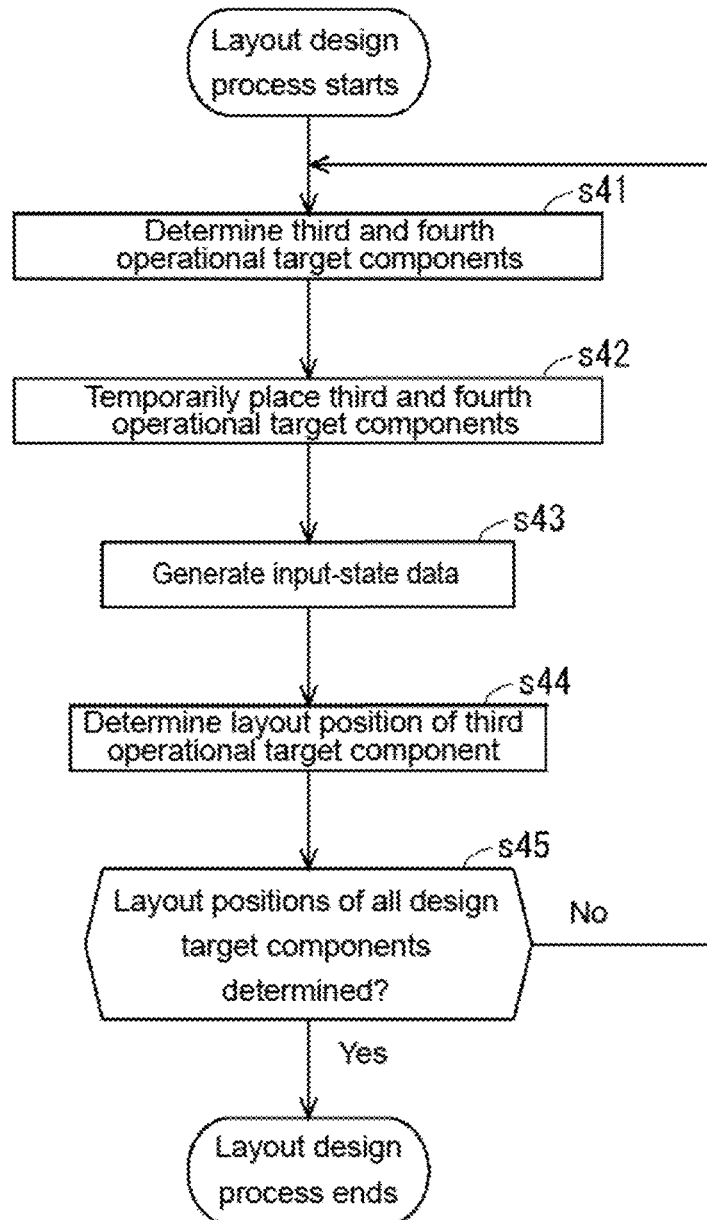 Layout design
process starts
s41
Determine third and fourth
operational target components
s42
Temporarily place third and fourth
operational target components
s43
Generate input-state data
s44
Determine layout position of third
operational target component
s45
Layout positions of all design
target components
determined?
No
Yes
Layout design
process ends